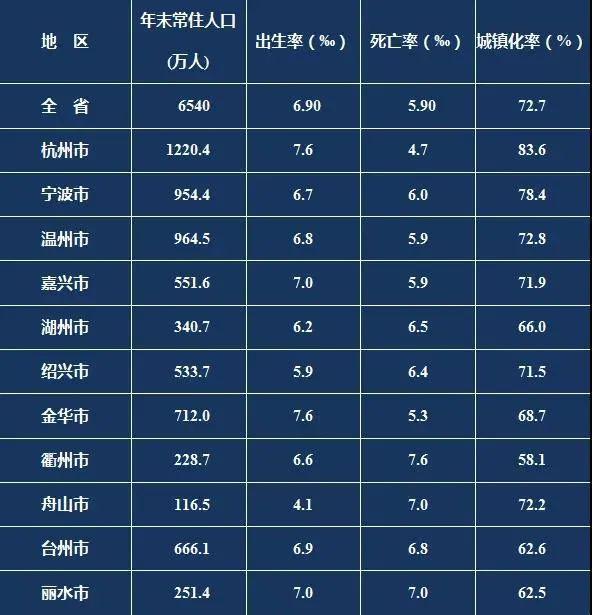 地 区 年末常住人口(万人) 出生率（‰） 死亡率（‰） 城镇化率（%）
全 省 6540 6.90 5.90 72.7
杭州市 1220.4 7.6 4.7 83.6
宁波市 954.4 6.7 6.0 78.4
温州市 964.5 6.8 5.9 72.8
嘉兴市 551.6 7.0 5.9 71.9
湖州市 340.7 6.2 6.5 66.0
绍兴市 533.7 5.9 6.4 71.5
金华市 712.0 7.6 5.3 68.7
衢州市 228.7 6.6 7.6 58.1
舟山市 116.5 4.1 7.0 72.2
台州市 666.1 6.9 6.8 62.6
丽水市 251.4 7.0 7.0 62.5